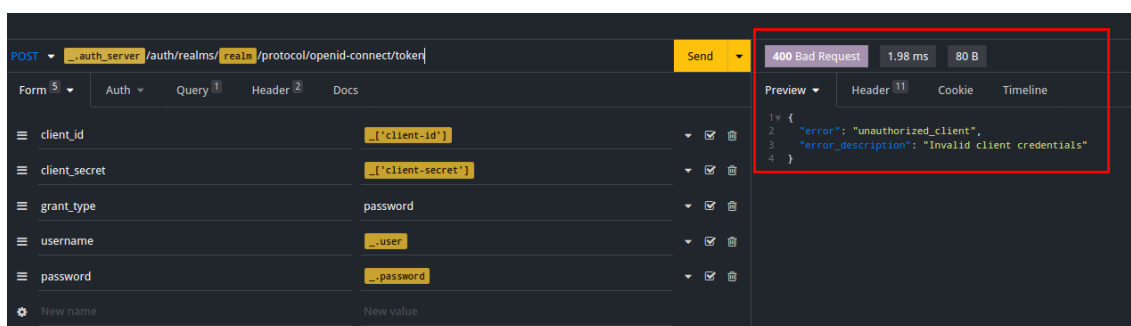 POST _.auth_server /auth/realms/ realm /protocol/openid-connect/token Send
400 Bad Request 1.98 ms 80 B
Form 5 Auth Query 1 Header 2 Docs
Preview Header 11 Cookie Timeline
client_id _['client-id']
client_secret _['client-secret']
grant_type password
username _.user
password _.password
New name New value
1 {
2 "error": "unauthorized_client",
3 "error_description": "Invalid client credentials"
4 }